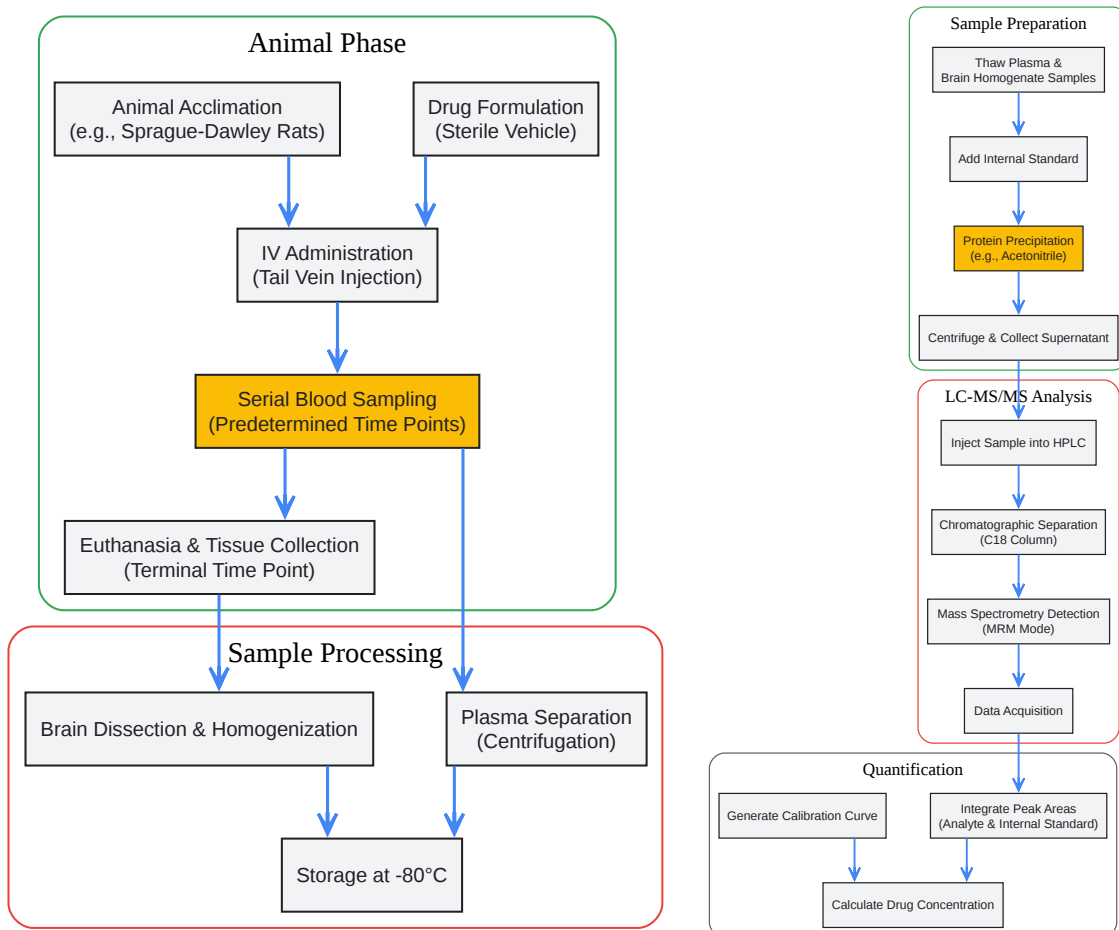 Animal Phase
Animal Acclimation
(e.g., Sprague-Dawley Rats)
Drug Formulation
(Sterile Vehicle)
IV Administration
(Tail Vein Injection)
Serial Blood Sampling
(Predetermined Time Points)
Euthanasia & Tissue Collection
(Terminal Time Point)
Sample Processing
Brain Dissection & Homogenization
Plasma Separation
(Centrifugation)
Storage at -80°C
Sample Preparation
Thaw Plasma &
Brain Homogenate Samples
Add Internal Standard
Protein Precipitation
(e.g., Acetonitrile)
Centrifuge & Collect Supernatant
LC-MS/MS Analysis
Inject Sample into HPLC
Chromatographic Separation
(C18 Column)
Mass Spectrometry Detection
(MRM Mode)
Data Acquisition
Quantification
Generate Calibration Curve
Integrate Peak Areas
(Analyte & Internal Standard)
Calculate Drug Concentration